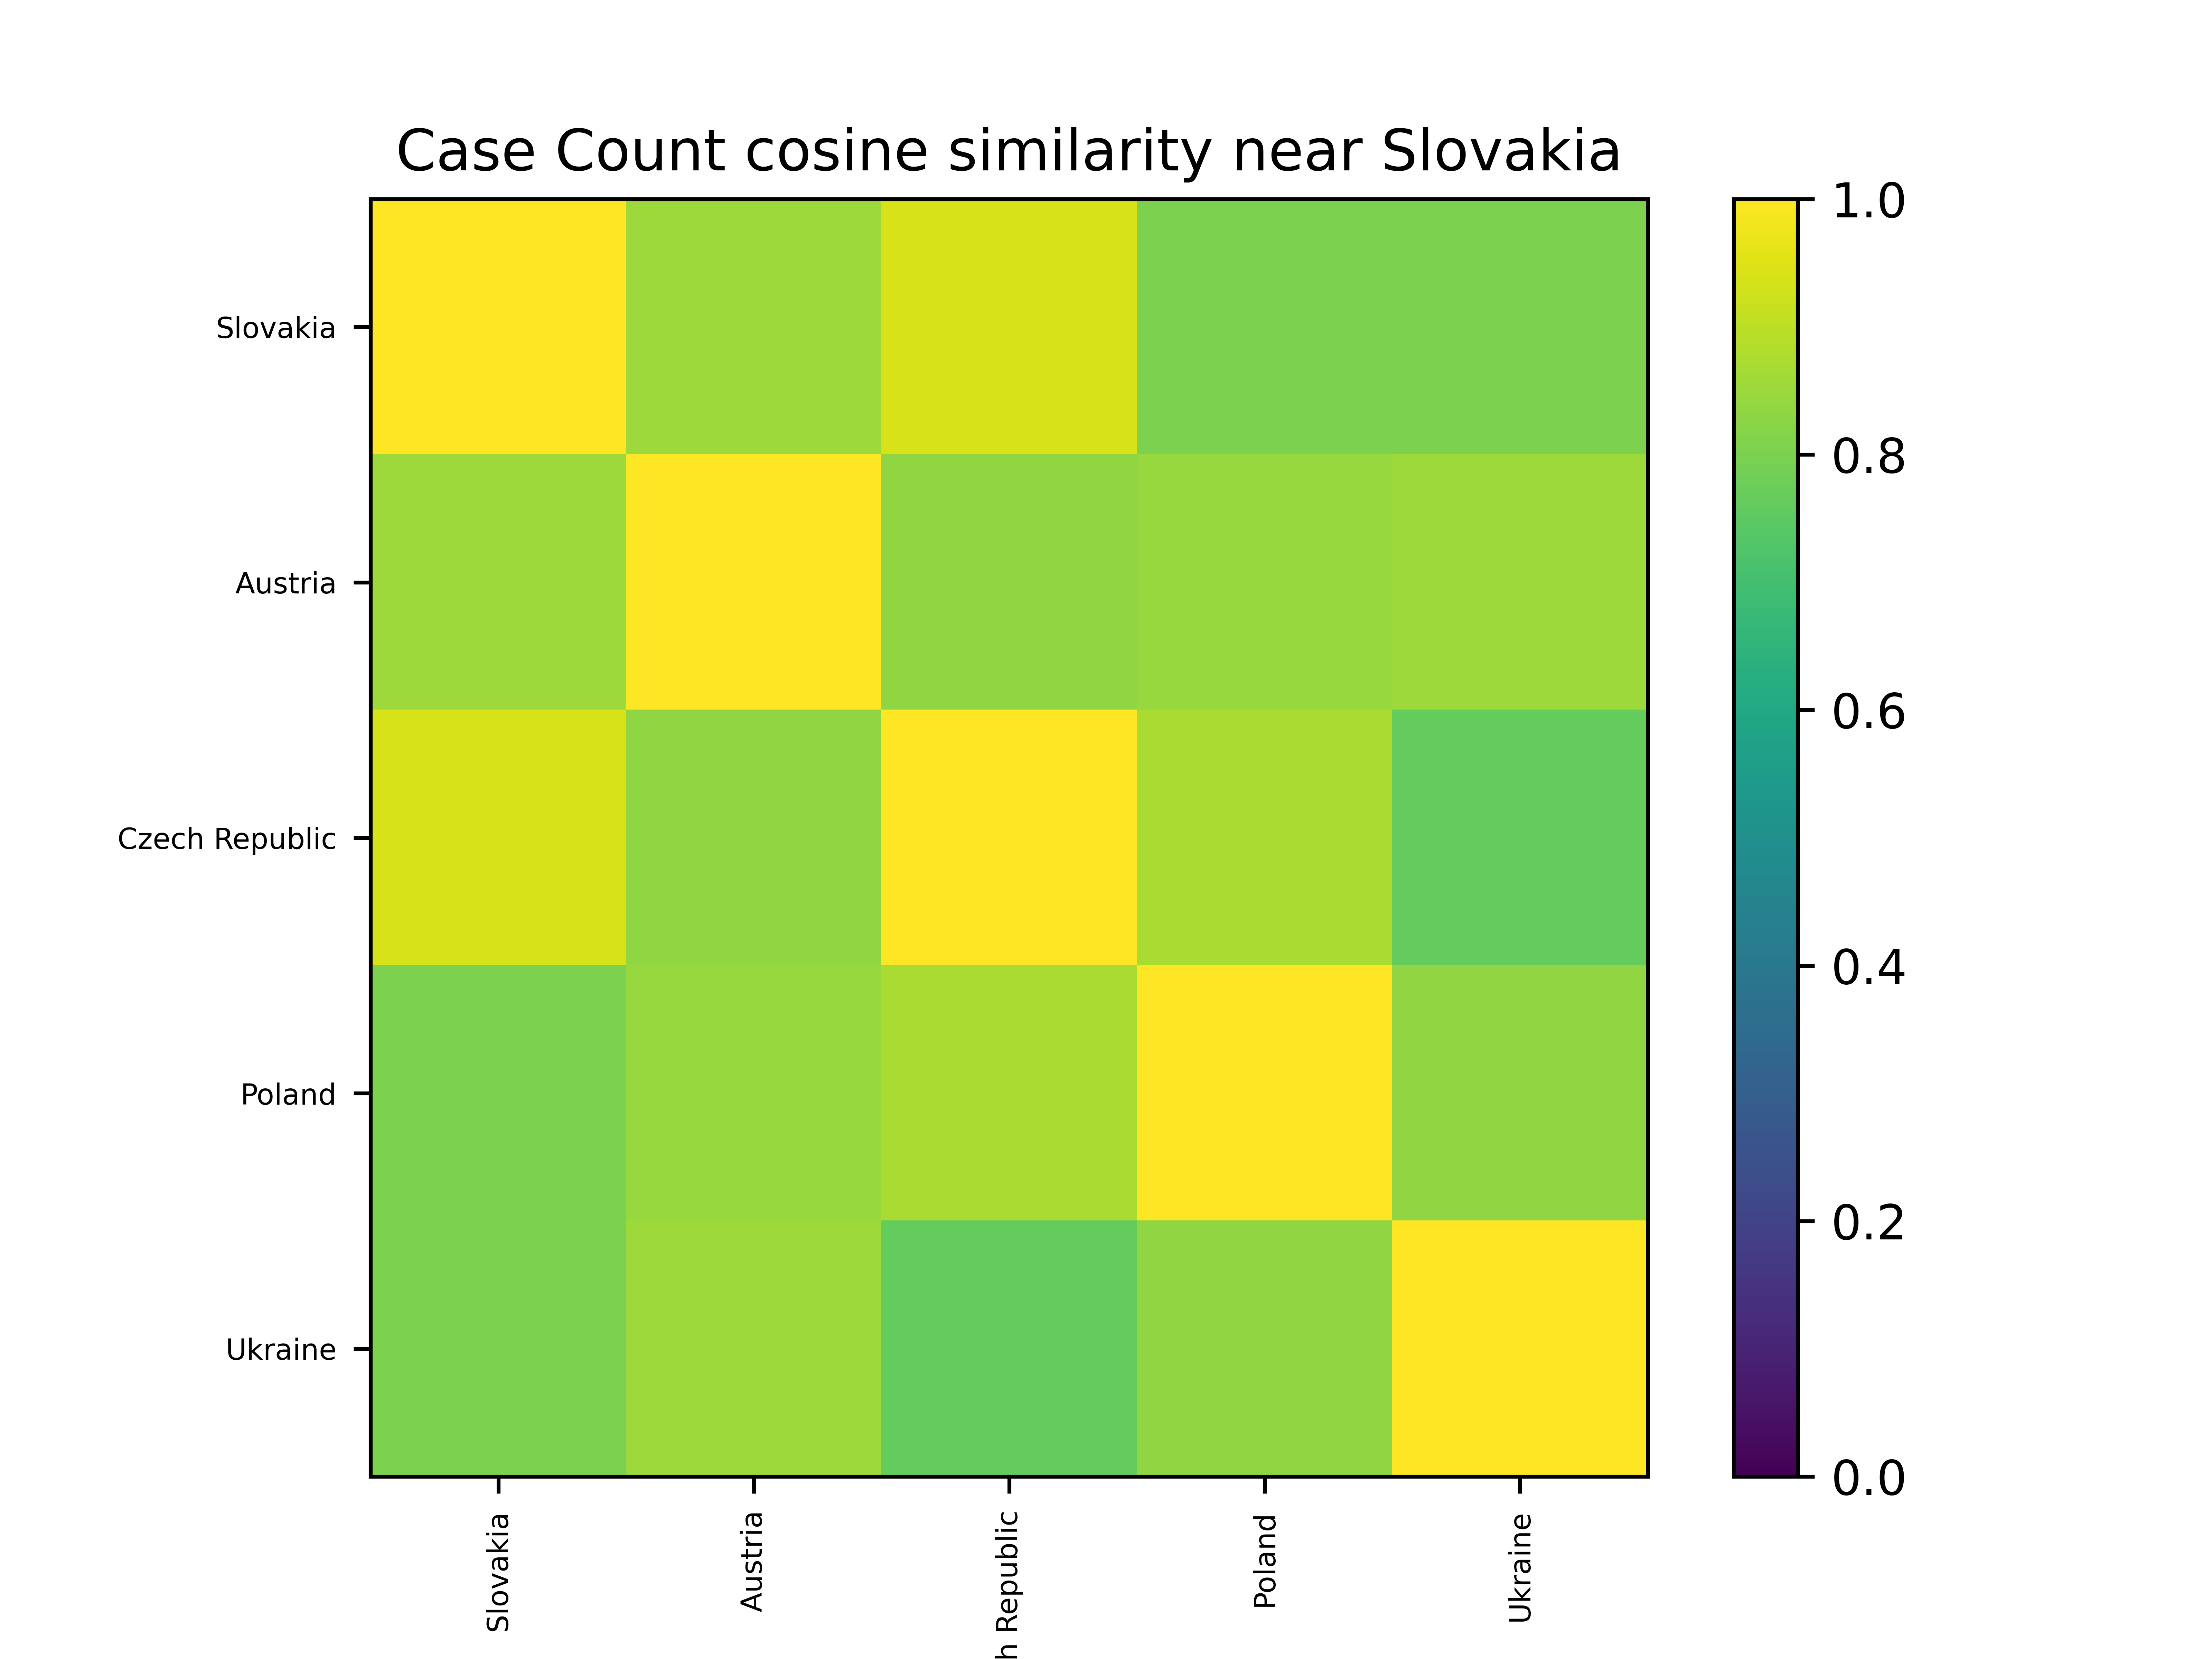 Case Count cosine similarity near Slovakia
Slovakia
Austria
Czech Republic
Poland
Ukraine
Slovakia
Austria
h Republic
Poland
Ukraine
1.0
0.8
0.6
0.4
0.2
0.0